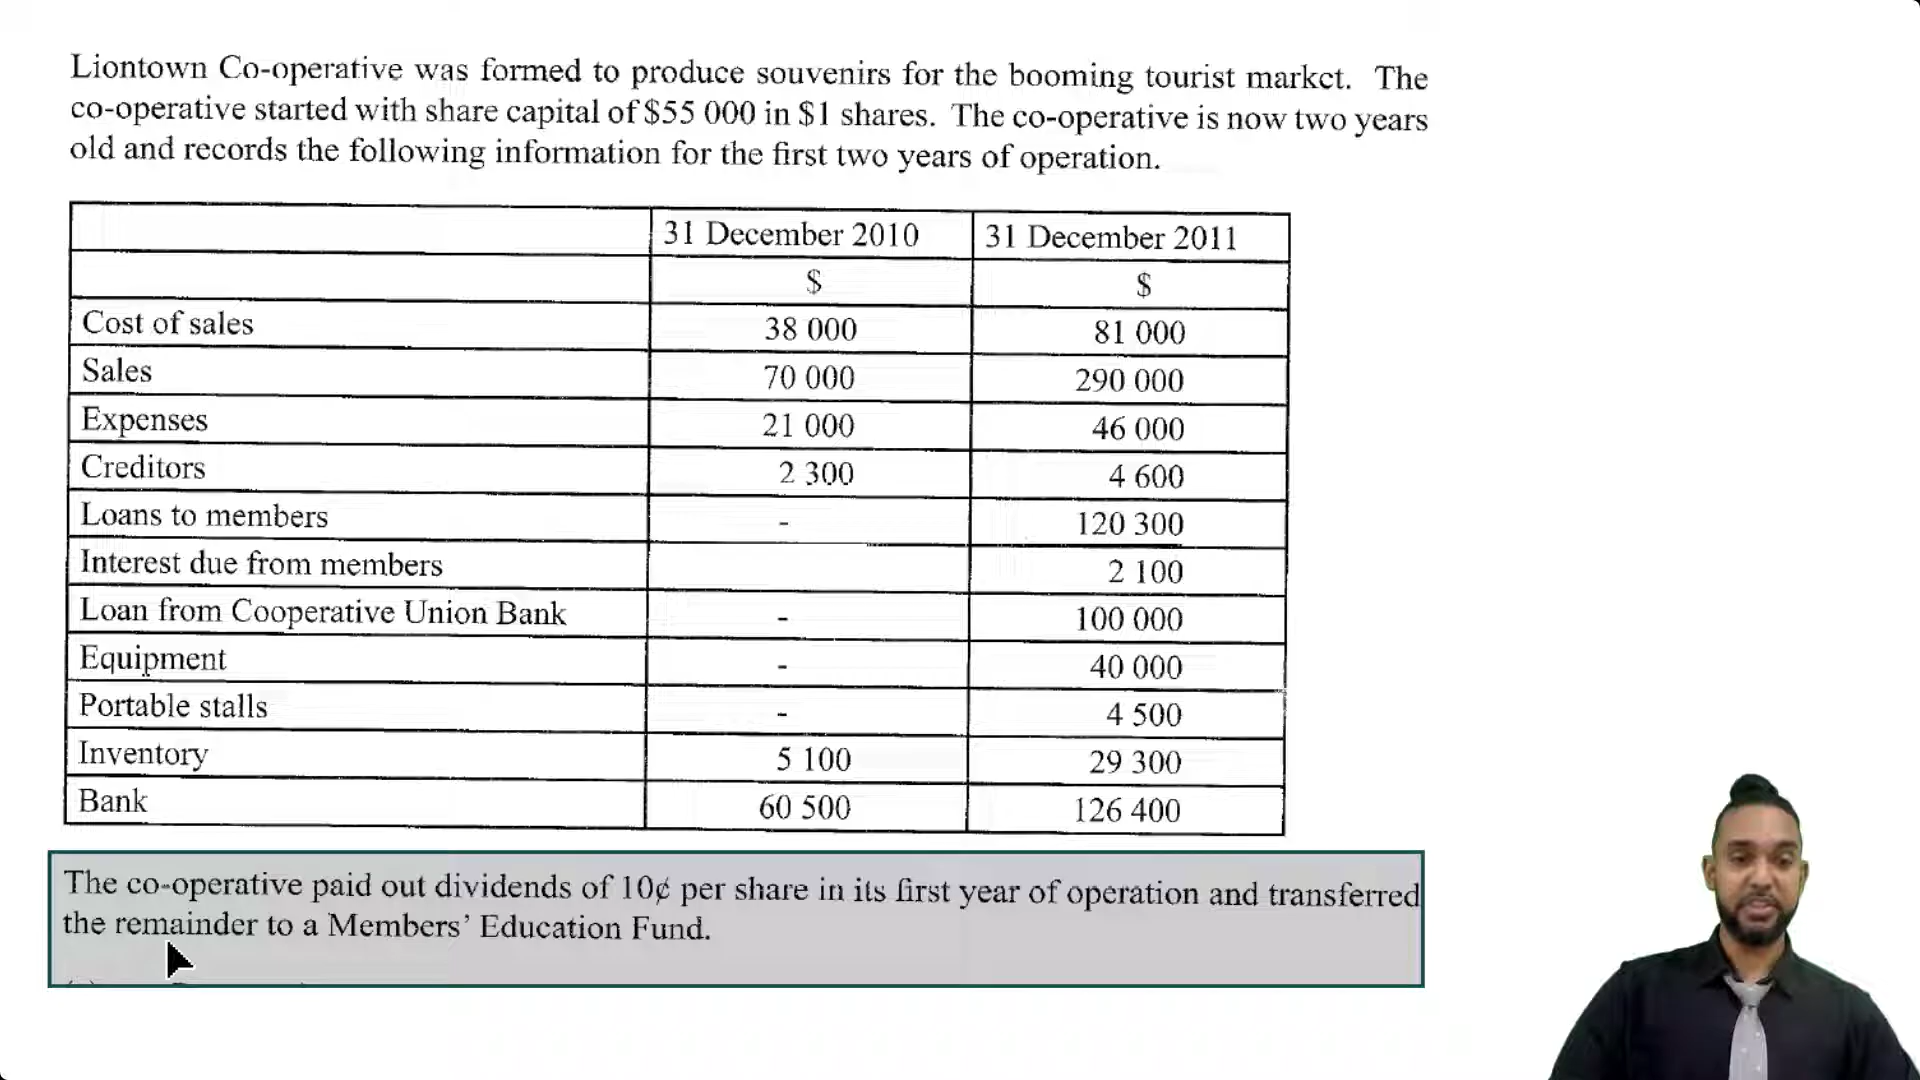 Liontown Co-operative was formed to produce souvenirs for the booming tourist market. The
co-operative started with share capital of $55 000 in $1 shares. The co-operative is now two years
old and records the following information for the first two years of operation.
31 December 2010 31 December 2011
$ $
Cost of sales 38 000 81 000
Sales 70 000 290 000
Expenses 21 000 46 000
Creditors 2 300 4 600
Loans to members - 120 300
Interest due from members 2 100
Loan from Cooperative Union Bank - 100 000
Equipment - 40 000
Portable stalls - 4 500
Inventory 5 100 29 300
Bank 60 500 126 400
The co-operative paid out dividends of 10¢ per share in its first year of operation and transferred
the remainder to a Members' Education Fund.